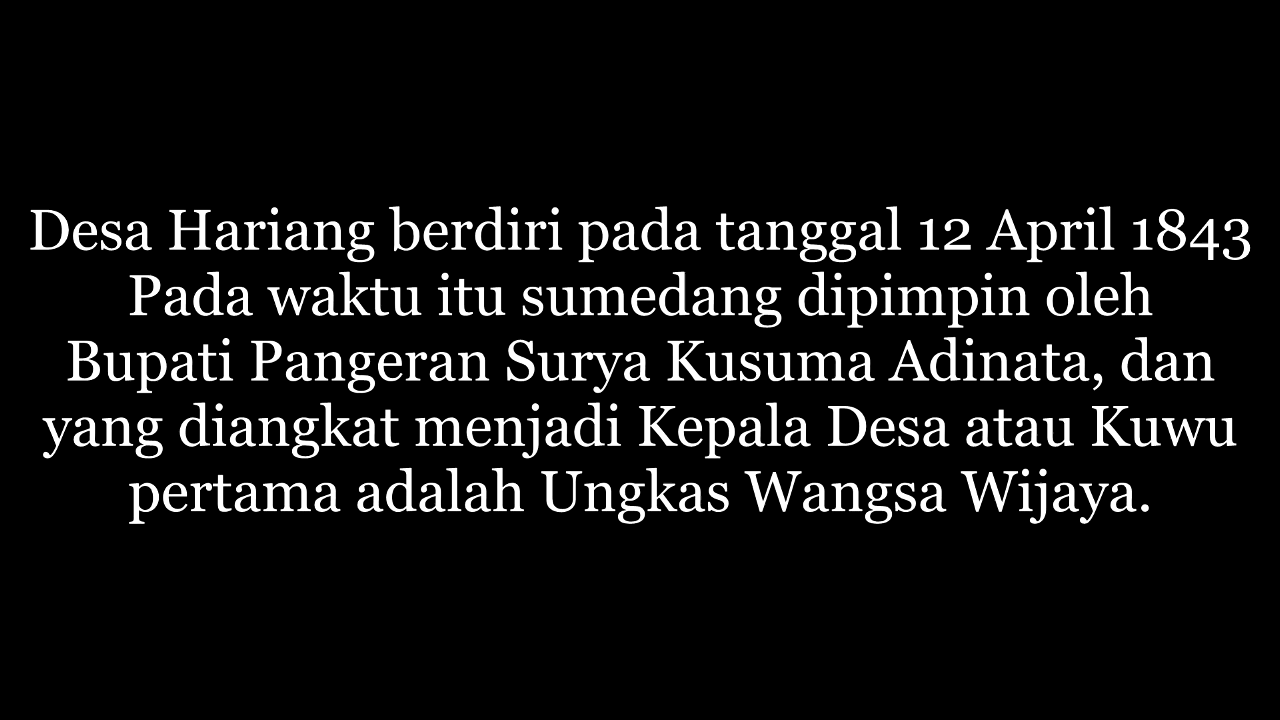 Desa Hariang berdiri pada tanggal 12 April 1843
Pada waktu itu sumedang dipimpin oleh
Bupati Pangeran Surya Kusuma Adinata, dan
yang diangkat menjadi Kepala Desa atau Kuwu
pertama adalah Ungkas Wangsa Wijaya.